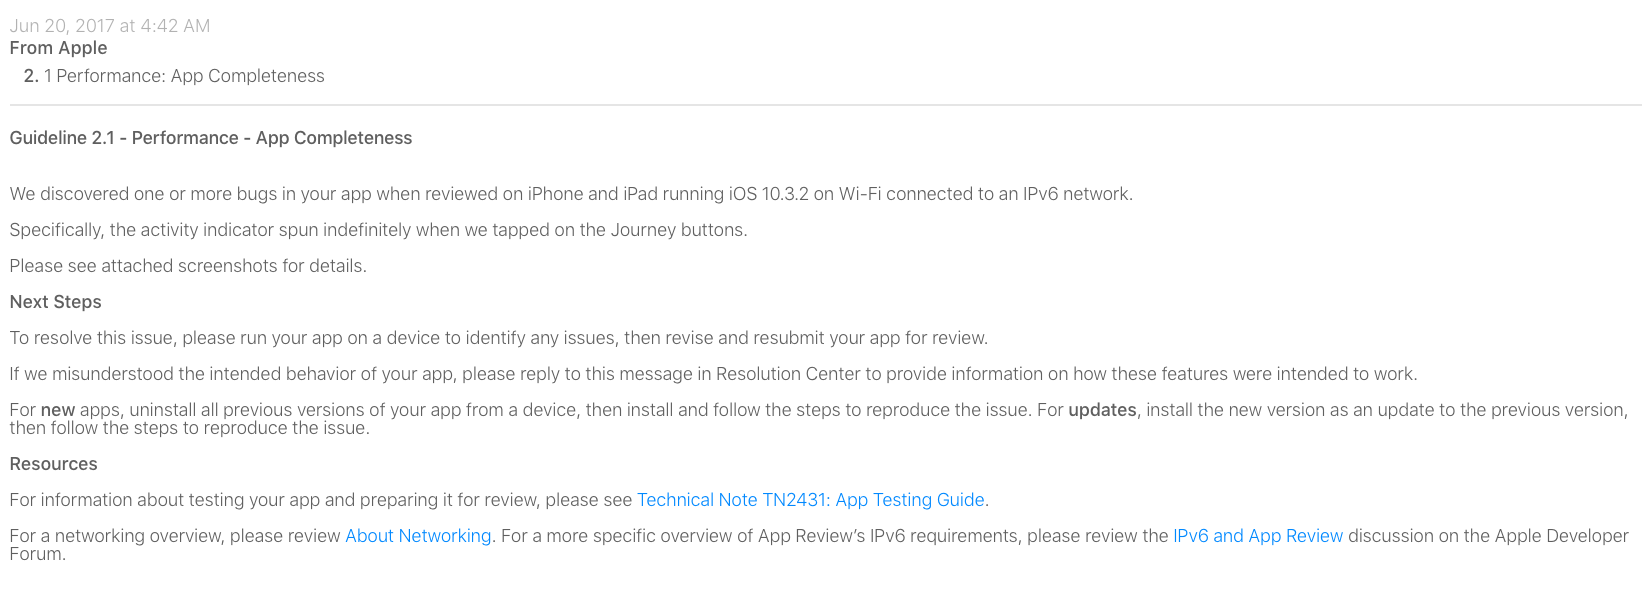 Jun 20, 2017 at 4:42 AM
From Apple
2. 1 Performance: App Completeness
Guideline 2.1 - Performance - App Completeness
We discovered one or more bugs in your app when reviewed on iPhone and iPad running iOS 10.3.2 on Wi-Fi connected to an IPv6 network.
Specifically, the activity indicator spun indefinitely when we tapped on the Journey buttons.
Please see attached screenshots for details.
Next Steps
To resolve this issue, please run your app on a device to identify any issues, then revise and resubmit your app for review.
If we misunderstood the intended behavior of your app, please reply to this message in Resolution Center to provide information on how these features were intended to work.
For new apps, uninstall all previous versions of your app from a device, then install and follow the steps to reproduce the issue. For updates, install the new version as an update to the previous version,
then follow the steps to reproduce the issue.
Resources
For information about testing your app and preparing it for review, please see Technical Note TN2431: App Testing Guide.
For a networking overview, please review About Networking. For a more specific overview of App Review’s IPv6 requirements, please review the IPv6 and App Review discussion on the Apple Developer
Forum.